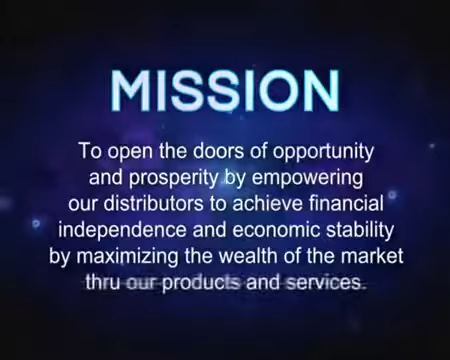 MISSION
To open the doors of opportunity
and prosperity by empowering
our distributors to achieve financial
independence and economic stability
by maximizing the wealth of the market
thru our products and services.